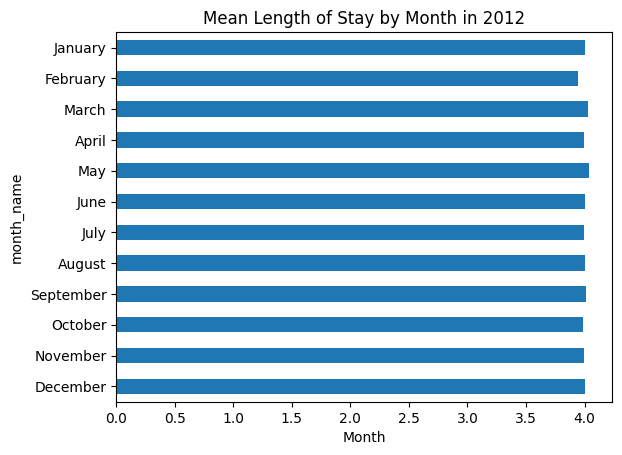 Mean Length of Stay by Month in 2012
month_name
January
February
March
April
May
June
July
August
September
October
November
December
0.0 0.5 1.0 1.5 2.0 2.5 3.0 3.5 4.0
Month